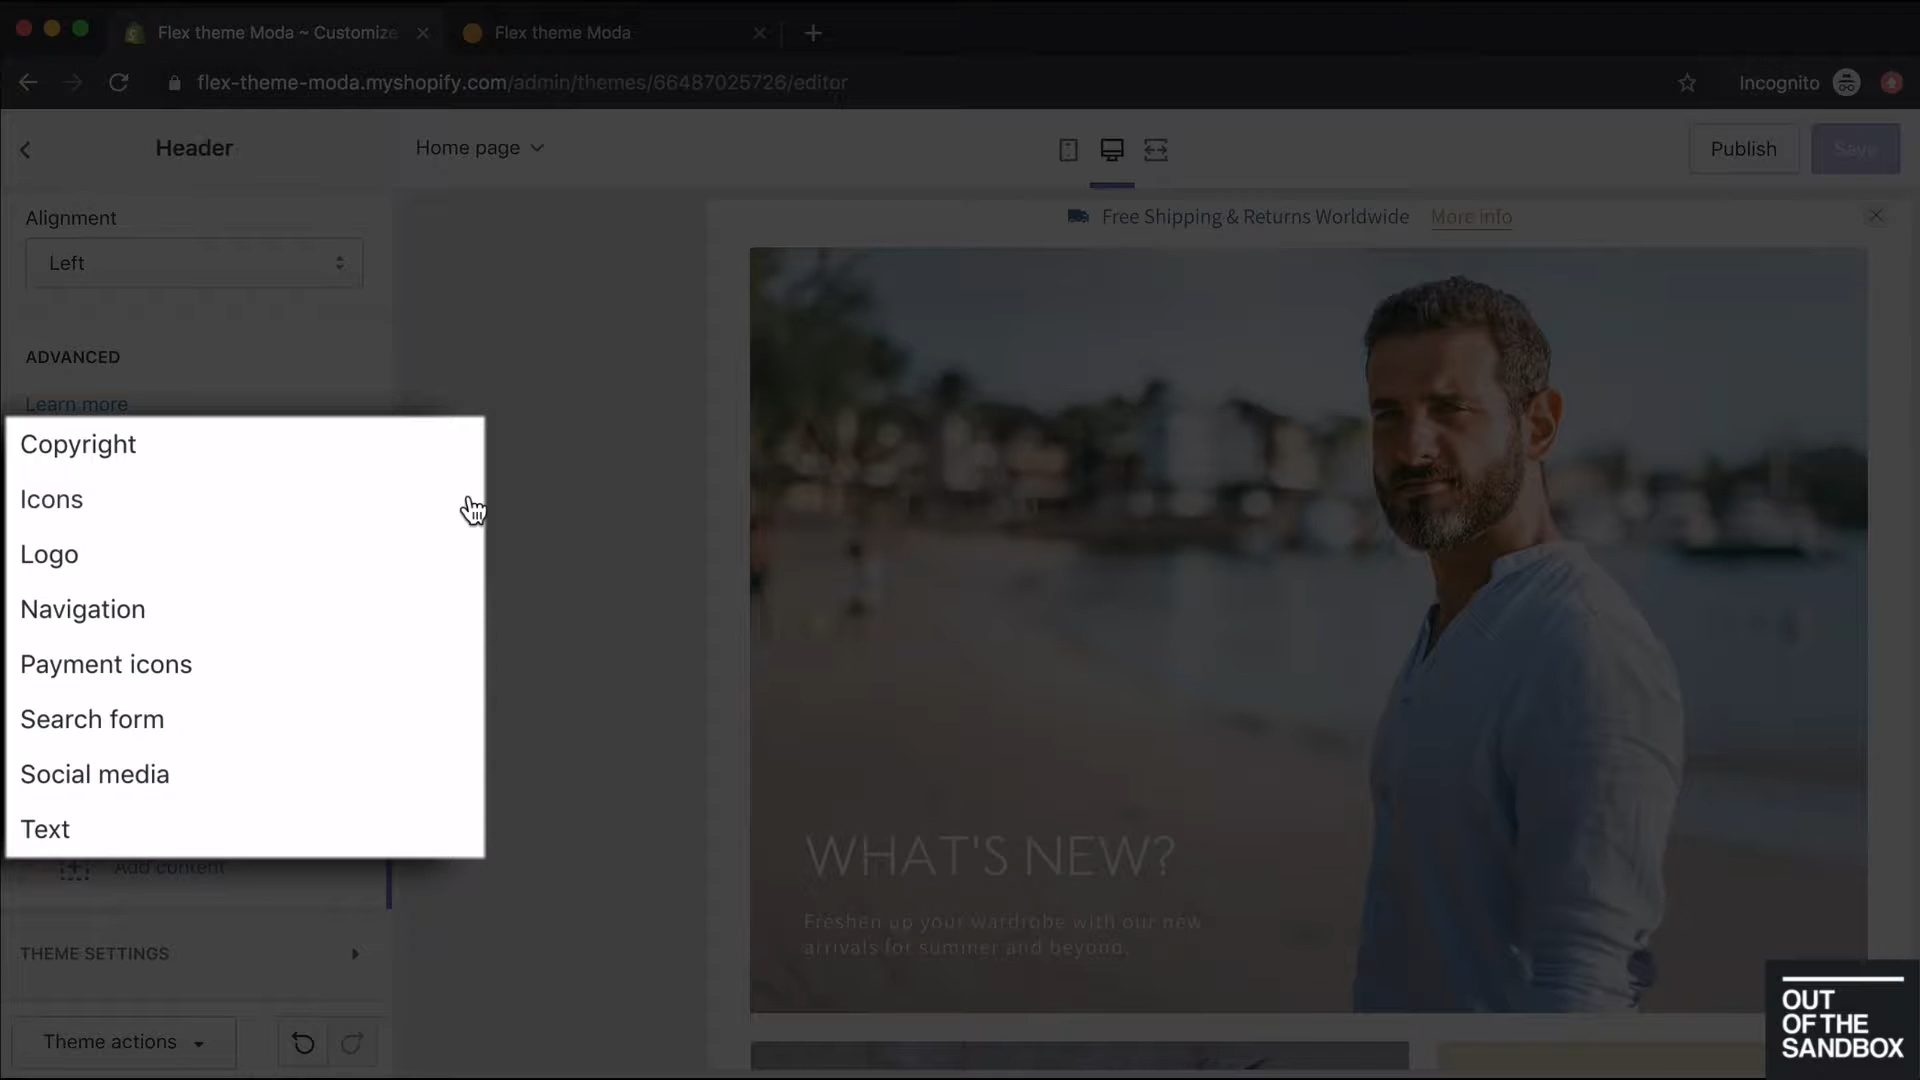 Flex theme Moda ~ Customize
Flex theme Moda
flex-theme-moda.myshopify.com/admin/themes/66487025726/editor
Incognito
Header
Home page
Publish
Save
Alignment
Left
Free Shipping & Returns Worldwide More info
ADVANCED
Learn more
Copyright
Icons
Logo
Navigation
Payment icons
Search form
Social media
Text
Add content
WHAT'S NEW?
Freshen up your wardrobe with our new
arrivals for summer and beyond.
THEME SETTINGS
Theme actions
OUT
OF THE
SANDBOX